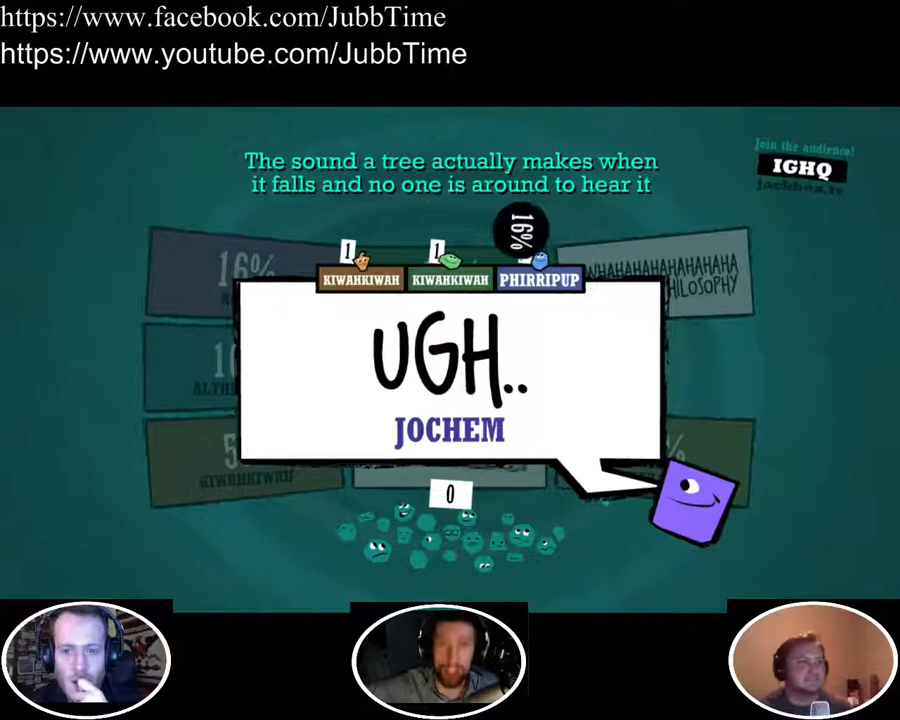 https://www.facebook.com/JubbTime
https://www.youtube.com/JubbTime
Join the audience!
IGHQ
jackbox.tv
The sound a tree actually makes when
it falls and no one is around to hear it
16%
1
1
KIWAHKIWAH
KIWAHKIWAH
PHIRRIPUP
16%
HAHAHAHAHAHAHA
UGH..
JOCHEM
KIWAHKIWAH
0